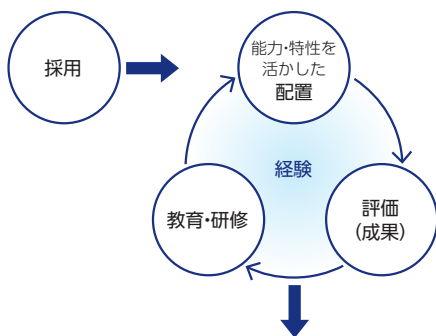 採用
能力・特性を
活かした
配置
経験
教育・研修
評価
(成果)